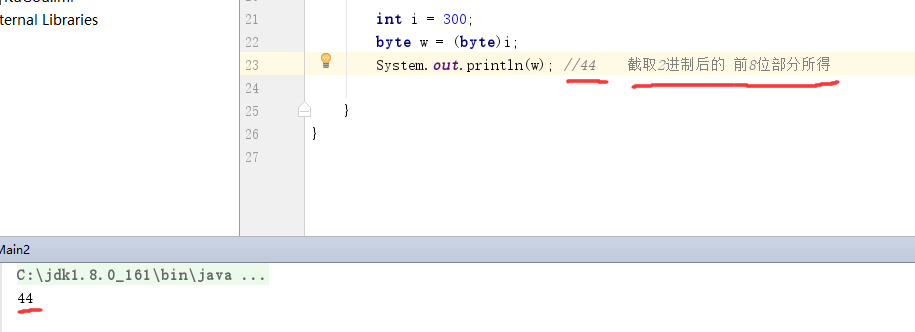 ternal Libraries
21 int i = 300;
22 byte w = (byte)i;
23 System.out.println(w); //44 截取2进制后的 前8位部分所得
24
25 }
26 }
27
Main2
C:\jdk1.8.0_161\bin\java ...
44